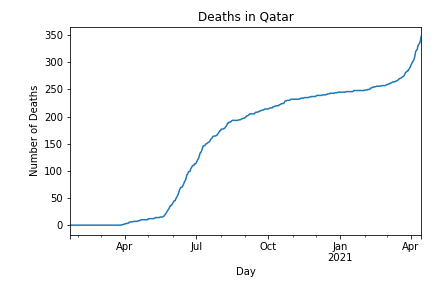 Deaths in Qatar
350
300
250
200
150
100
50
0
Number of Deaths
Apr
Jul
Oct
Jan
2021
Apr
Day